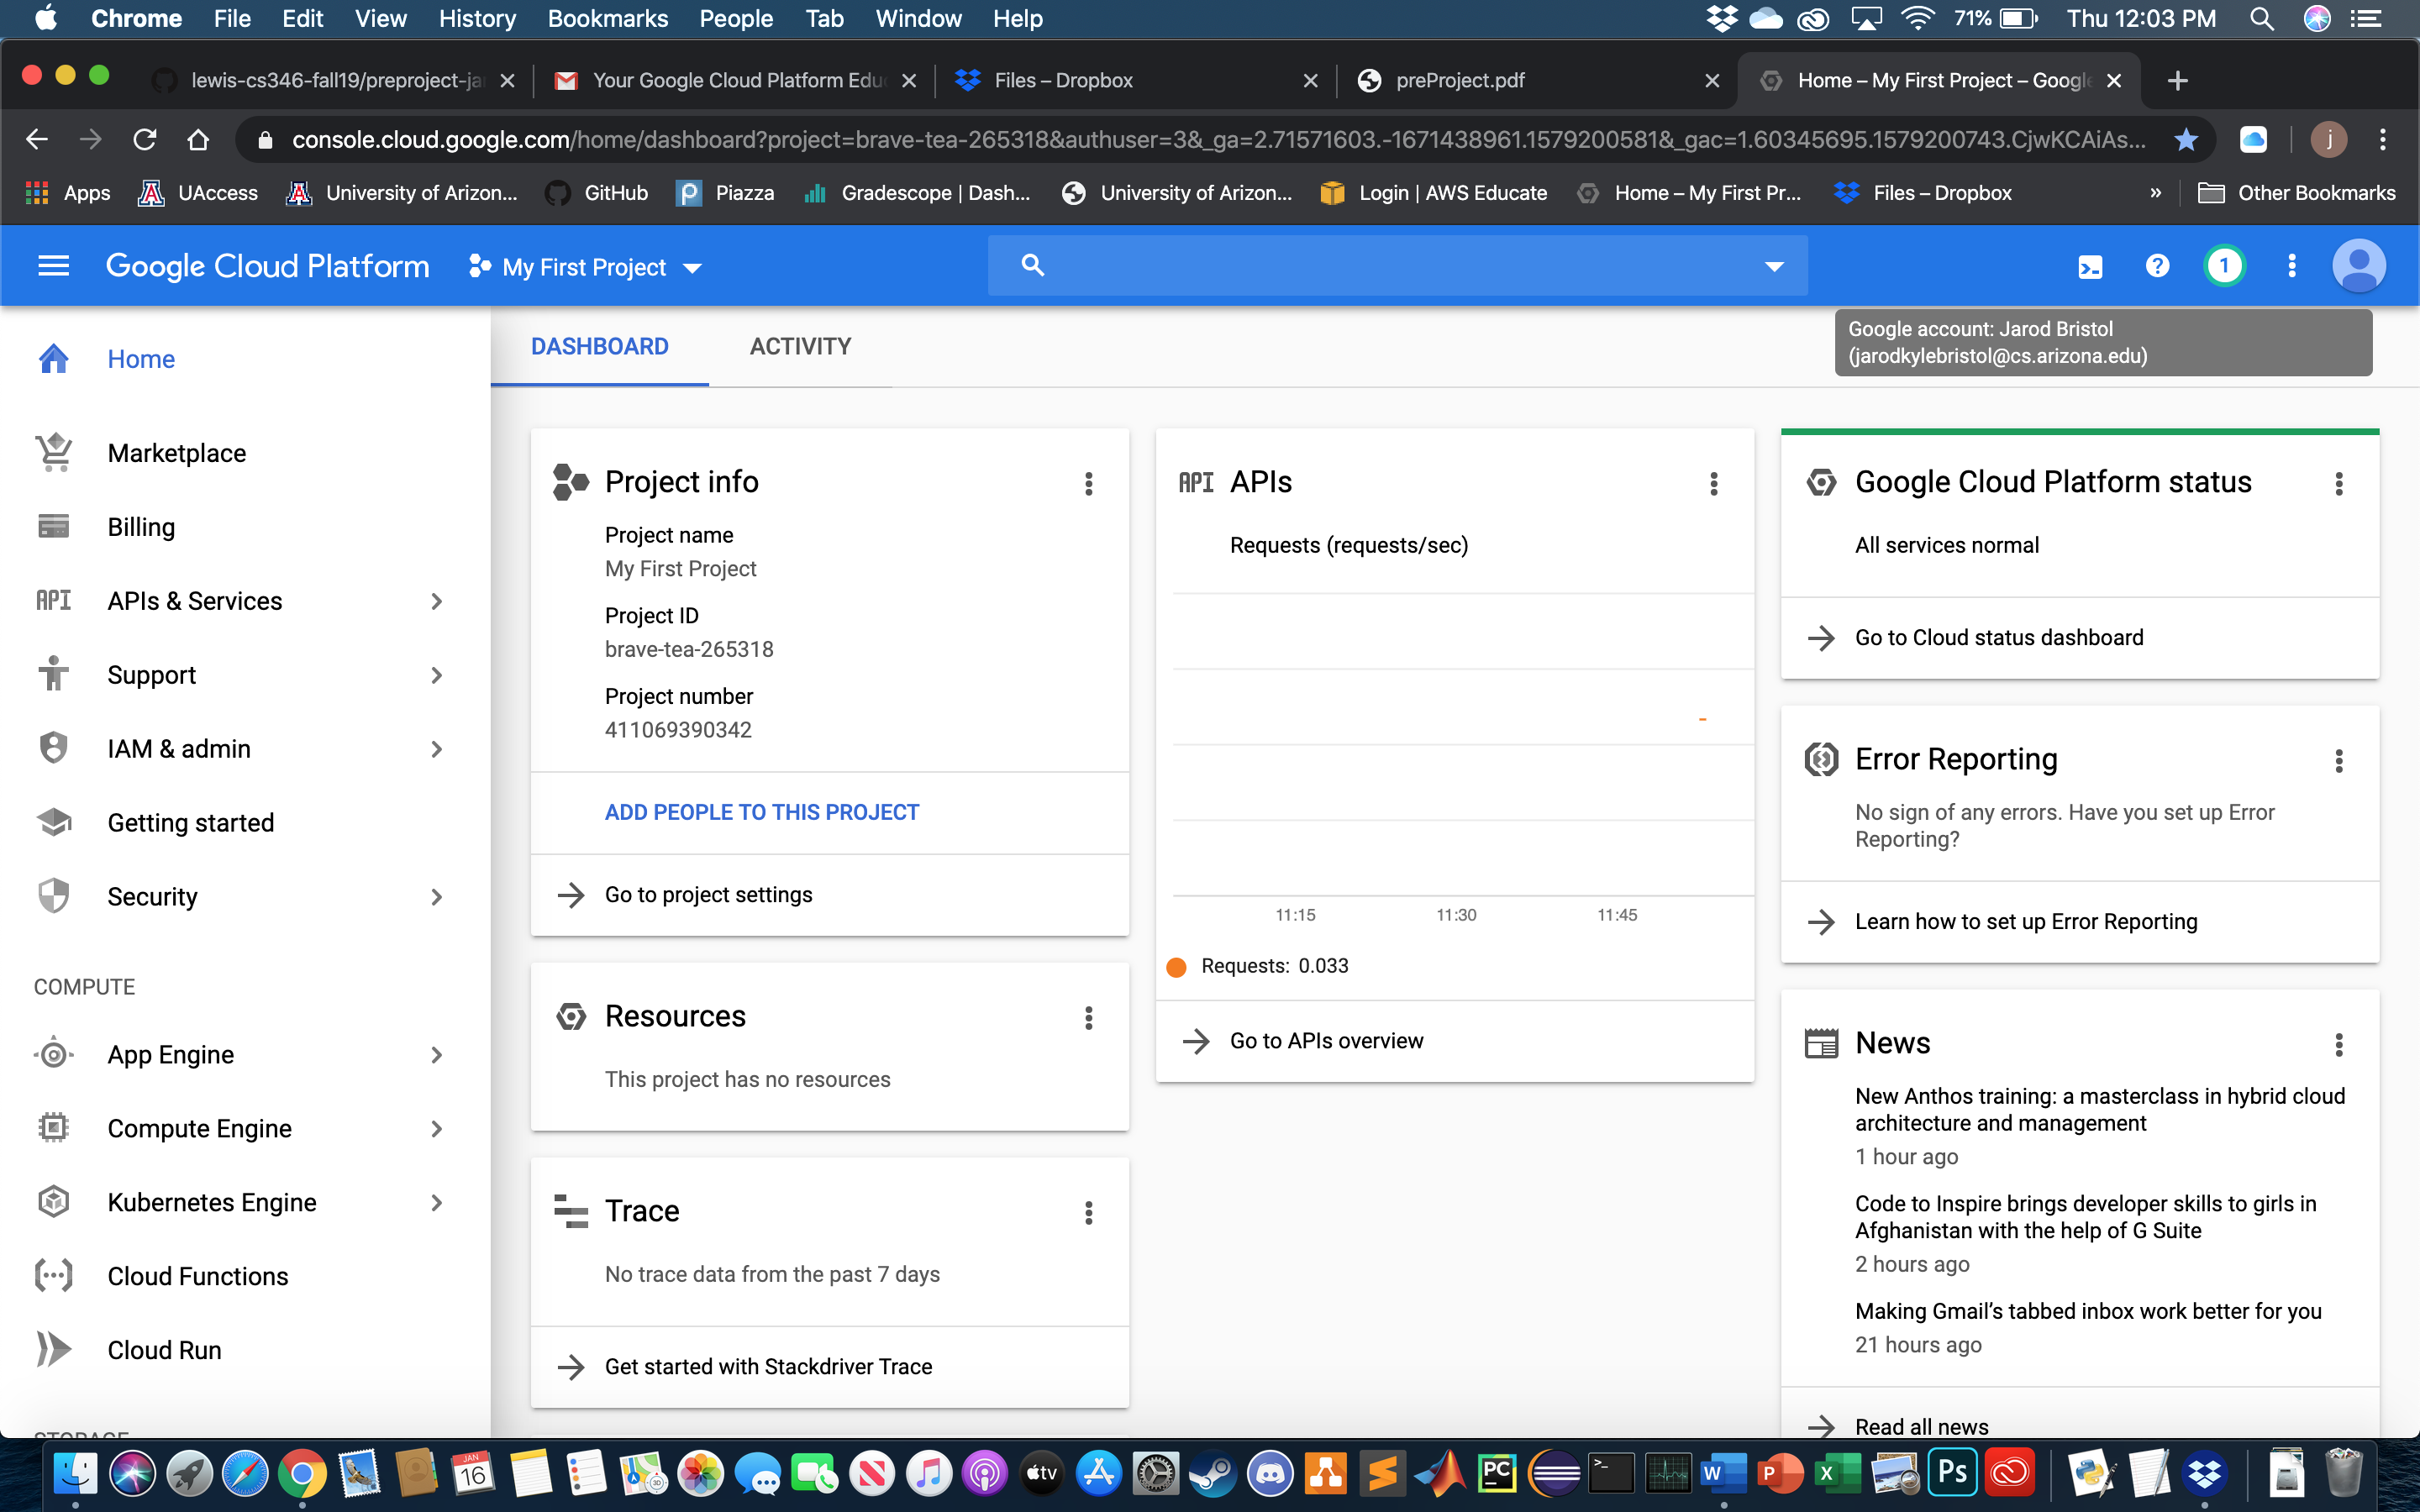 Chrome File Edit View History Bookmarks People Tab Window Help
71% Thu 12:03 PM
lewis-cs346-fall19/preproject-ja
Your Google Cloud Platform Edu
Files – Dropbox
preProject.pdf
Home – My First Project – Google
console.cloud.google.com/home/dashboard?project=brave-tea-265318&authuser=3&_ga=2.71571603.-1671438961.1579200581&_gac=1.60345695.1579200743.CjwKCAiAs...
j
Apps
UAccess
University of Arizon...
GitHub
Piazza
Gradescope | Dash...
University of Arizon...
Login | AWS Educate
Home – My First Pr...
Files – Dropbox
»
Other Bookmarks
Google Cloud Platform
My First Project
1
Google account: Jarod Bristol
(jarodkylebristol@cs.arizona.edu)
Home
Marketplace
Billing
API APIs & Services
Support
IAM & admin
Getting started
Security
COMPUTE
App Engine
Compute Engine
Kubernetes Engine
Cloud Functions
Cloud Run
STORAGE
DASHBOARD
ACTIVITY
Project info
Project name
My First Project
Project ID
brave-tea-265318
Project number
411069390342
ADD PEOPLE TO THIS PROJECT
Go to project settings
Resources
This project has no resources
Trace
No trace data from the past 7 days
Get started with Stackdriver Trace
API APIs
Requests (requests/sec)
11:15 11:30 11:45
Requests: 0.033
Go to APIs overview
Google Cloud Platform status
All services normal
Go to Cloud status dashboard
Error Reporting
No sign of any errors. Have you set up Error
Reporting?
Learn how to set up Error Reporting
News
New Anthos training: a masterclass in hybrid cloud
architecture and management
1 hour ago
Code to Inspire brings developer skills to girls in
Afghanistan with the help of G Suite
2 hours ago
Making Gmail's tabbed inbox work better for you
21 hours ago
Read all news
JAN
16
tv
PC
W
P
X
Ps